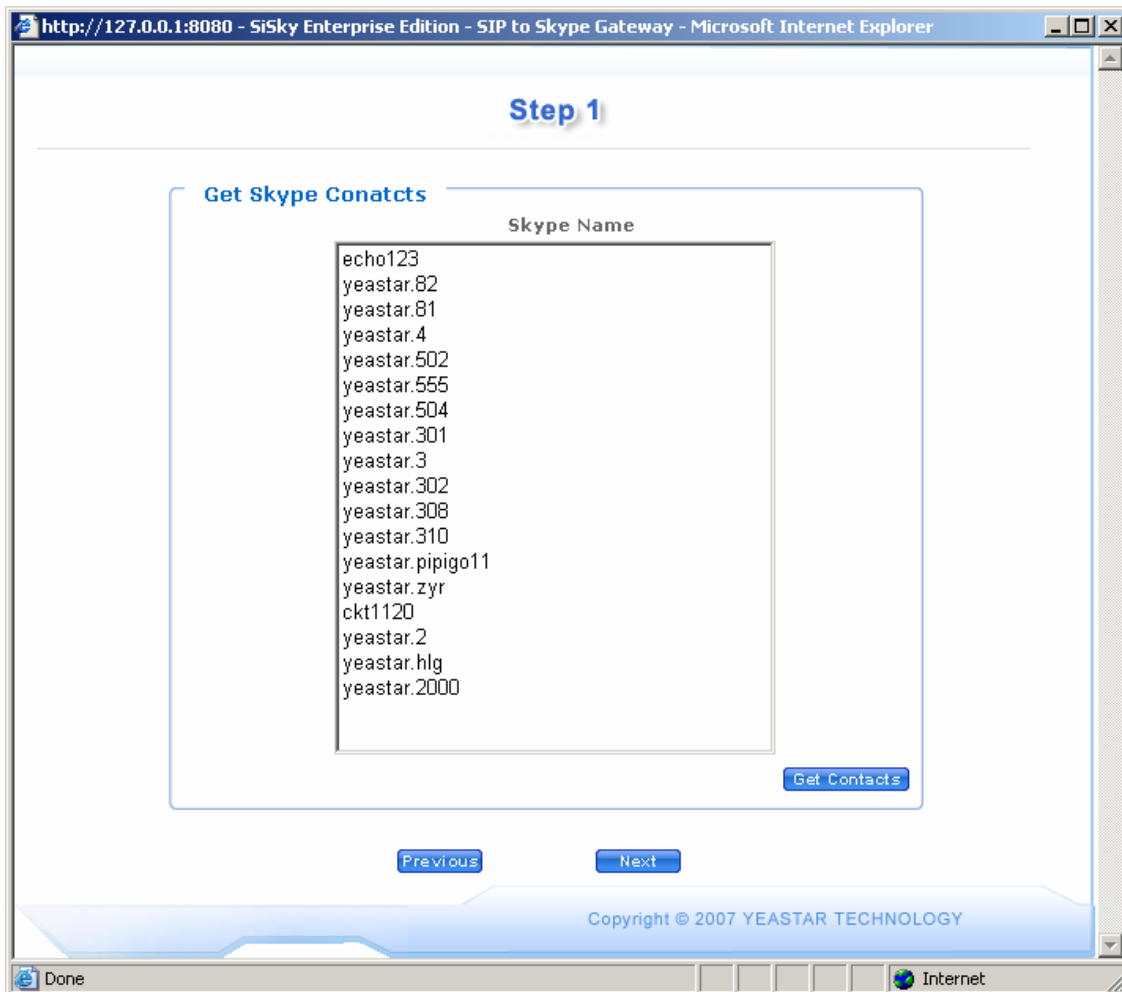 http://127.0.0.1:8080 - SiSky Enterprise Edition - SIP to Skype Gateway - Microsoft Internet Explorer
Step 1
Get Skype Conatcts
Skype Name
echo123
yeastar.82
yeastar.81
yeastar.4
yeastar.502
yeastar.555
yeastar.504
yeastar.301
yeastar.3
yeastar.302
yeastar.308
yeastar.310
yeastar.pipigo11
yeastar.zyr
ckt1120
yeastar.2
yeastar.hlg
yeastar.2000
Get Contacts
Previous Next
Copyright © 2007 YEASTAR TECHNOLOGY
Done Internet